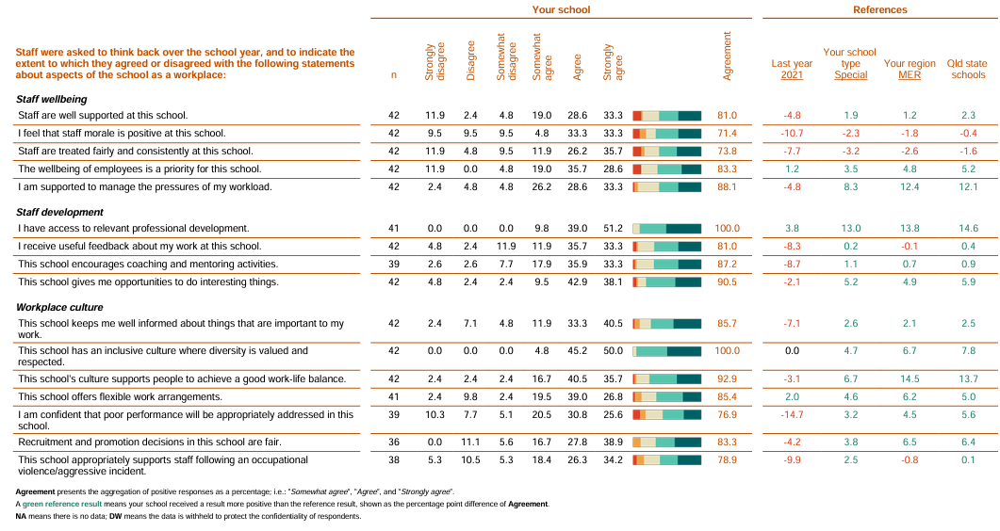 Your school References
Staff were asked to think back over the school year, and to indicate the
extent to which they agreed or disagreed with the following statements
about aspects of the school as a workplace:
n Strongly disagree Disagree Somewhat disagree Somewhat agree Agree Strongly agree Agreement Last year 2021 Your school type Special Your region MER Qld state schools
Staff wellbeing
Staff are well supported at this school. 42 11.9 2.4 4.8 19.0 28.6 33.3 81.0 -4.8 1.9 1.2 2.3
I feel that staff morale is positive at this school. 42 9.5 9.5 9.5 4.8 33.3 33.3 71.4 -10.7 -2.3 -1.8 -0.4
Staff are treated fairly and consistently at this school. 42 11.9 4.8 9.5 11.9 26.2 35.7 73.8 -7.7 -3.2 -2.6 -1.6
The wellbeing of employees is a priority for this school. 42 11.9 0.0 4.8 19.0 35.7 28.6 83.3 1.2 3.5 4.8 5.2
I am supported to manage the pressures of my workload. 42 2.4 4.8 4.8 26.2 28.6 33.3 88.1 -4.8 8.3 12.4 12.1
Staff development
I have access to relevant professional development. 41 0.0 0.0 0.0 9.8 39.0 51.2 100.0 3.8 13.0 13.8 14.6
I receive useful feedback about my work at this school. 42 4.8 2.4 11.9 11.9 35.7 33.3 81.0 -8.3 0.2 -0.1 0.4
This school encourages coaching and mentoring activities. 39 2.6 2.6 7.7 17.9 35.9 33.3 87.2 -8.7 1.1 0.7 0.9
This school gives me opportunities to do interesting things. 42 4.8 2.4 2.4 9.5 42.9 38.1 90.5 -2.1 5.2 4.9 5.9
Workplace culture
This school keeps me well informed about things that are important to my 42 2.4 7.1 4.8 11.9 33.3 40.5 85.7 -7.1 2.6 2.1 2.5
work.
This school has an inclusive culture where diversity is valued and 42 0.0 0.0 0.0 4.8 45.2 50.0 100.0 0.0 4.7 6.7 7.8
respected.
This school's culture supports people to achieve a good work-life balance. 42 2.4 2.4 2.4 16.7 40.5 35.7 92.9 -3.1 6.7 14.5 13.7
This school offers flexible work arrangements. 41 2.4 9.8 2.4 19.5 39.0 26.8 85.4 2.0 4.6 6.2 5.0
I am confident that poor performance will be appropriately addressed in this 39 10.3 7.7 5.1 20.5 30.8 25.6 76.9 -14.7 3.2 4.5 5.6
school.
Recruitment and promotion decisions in this school are fair. 36 0.0 11.1 5.6 16.7 27.8 38.9 83.3 -4.2 3.8 6.5 6.4
This school appropriately supports staff following an occupational 38 5.3 10.5 5.3 18.4 26.3 34.2 78.9 -9.9 2.5 -0.8 0.1
violence/aggressive incident.
Agreement presents the aggregation of positive responses as a percentage; i.e.: "Somewhat agree", "Agree", and "Strongly agree".
A green reference result means your school received a result more positive than the reference result, shown as the percentage point difference of Agreement.
NA means there is no data; DW means the data is withheld to protect the confidentiality of respondents.